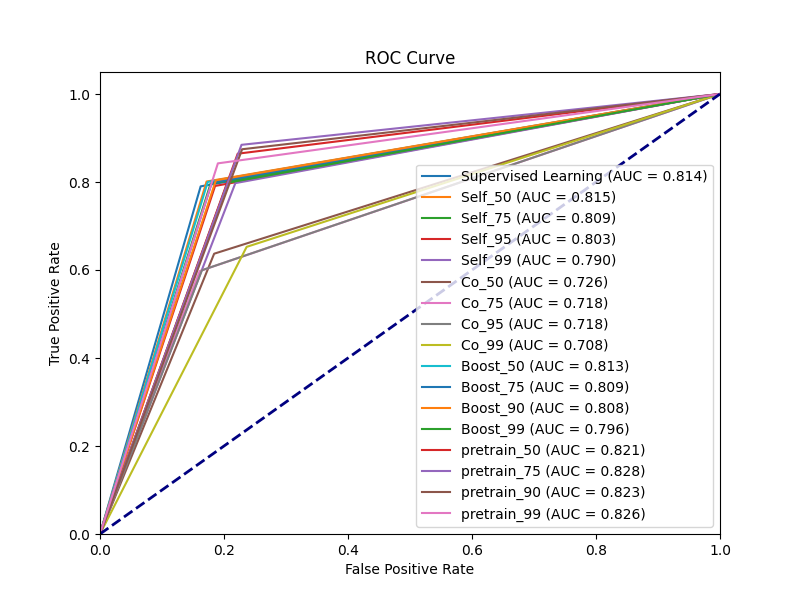 ROC Curve
True Positive Rate
1.0
0.8
0.6
0.4
0.2
0.0
Supervised Learning (AUC = 0.814)
Self_50 (AUC = 0.815)
Self_75 (AUC = 0.809)
Self_95 (AUC = 0.803)
Self_99 (AUC = 0.790)
Co_50 (AUC = 0.726)
Co_75 (AUC = 0.718)
Co_95 (AUC = 0.718)
Co_99 (AUC = 0.708)
Boost_50 (AUC = 0.813)
Boost_75 (AUC = 0.809)
Boost_90 (AUC = 0.808)
Boost_99 (AUC = 0.796)
pretrain_50 (AUC = 0.821)
pretrain_75 (AUC = 0.828)
pretrain_90 (AUC = 0.823)
pretrain_99 (AUC = 0.826)
0.0 0.2 0.4 0.6 0.8 1.0
False Positive Rate